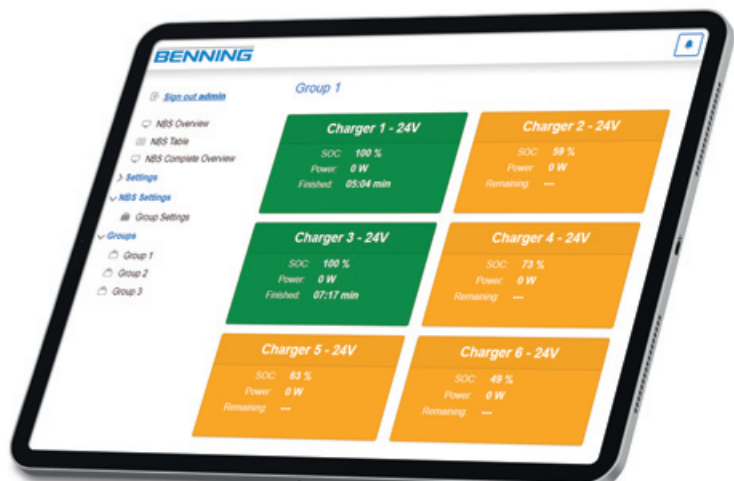 BENNING
Sign out admin
NBS Overview
NBS Table
NBS Complete Overview
> Settings
NBS Settings
Group Settings
Groups
Group 1
Group 2
Group 3
Group 1
Charger 1 - 24V
SOC: 100 %
Power: 0 W
Finished: 05:04 min
Charger 2 - 24V
SOC: 59 %
Power: 0 W
Remaining: ---
Charger 3 - 24V
SOC: 100 %
Power: 0 W
Finished: 07:17 min
Charger 4 - 24V
SOC: 73 %
Power: 0 W
Remaining: ---
Charger 5 - 24V
SOC: 63 %
Power: 0 W
Remaining: ---
Charger 6 - 24V
SOC: 49 %
Power: 0 W
Remaining: ---